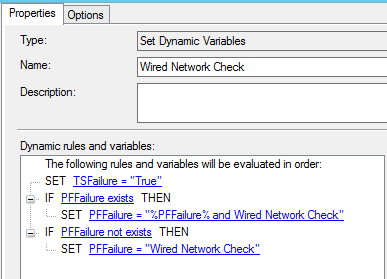 Properties Options
Type: Set Dynamic Variables
Name: Wired Network Check
Description:
Dynamic rules and variables:
The following rules and variables will be evaluated in order:
SET TSFailure = "True"
IF PFFailure exists THEN
SET PFFailure = "%PFFailure% and Wired Network Check"
IF PFFailure not exists THEN
SET PFFailure = "Wired Network Check"